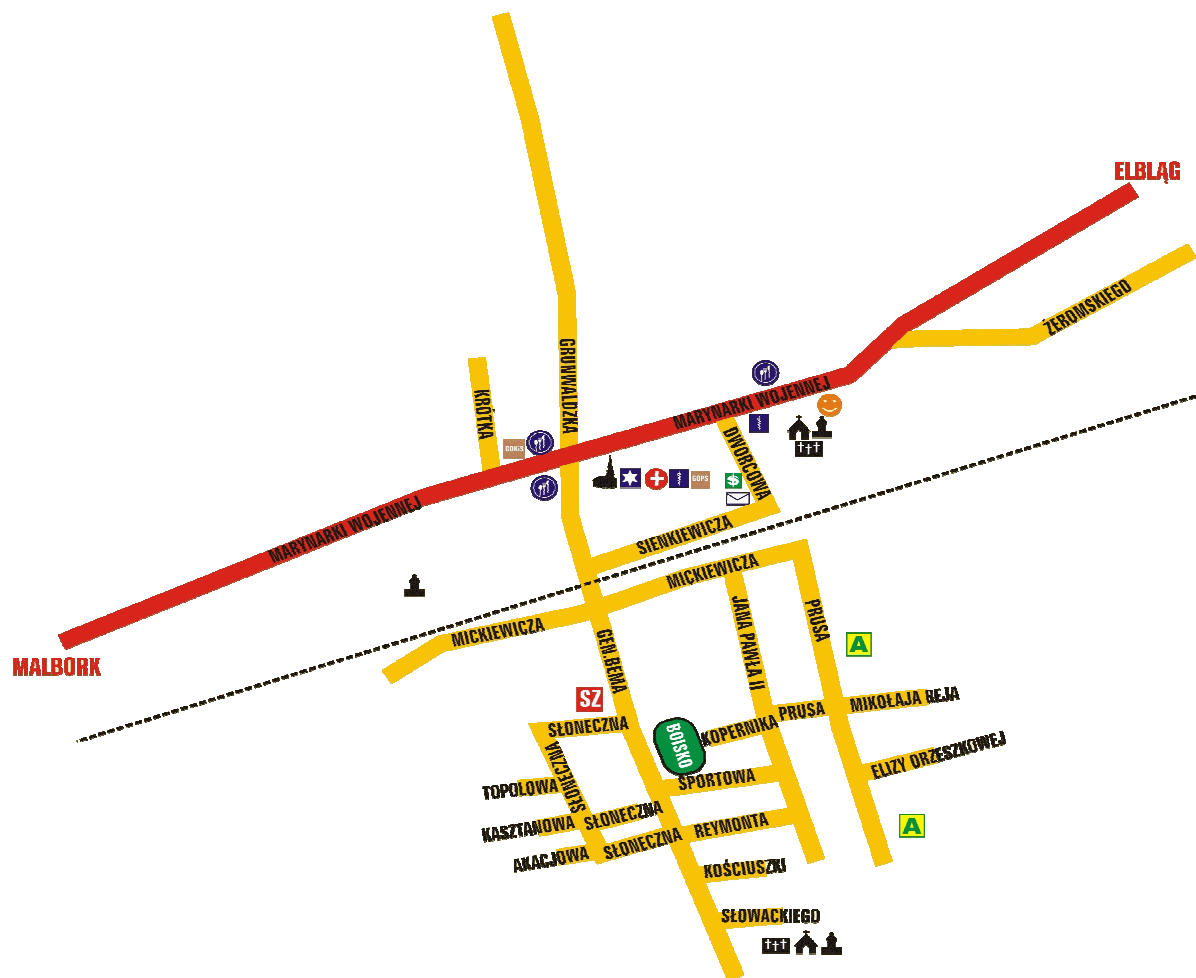 ELBLĄG
ŻEROMSKIEGO
GRUNWALDZKA
KRÓTKA
MARYNARKI WOJENNEJ
DWORCOWA
GOPS
$
MARYNARKI WOJENNEJ
SIENKIEWICZA
MICKIEWICZA
MICKIEWICZA
MALBORK
GEN.BEMA
JANA PAWŁA II
PRUSA
A
SZ
SŁONECZNA
BOISKO
KOPERNIKA
PRUSA
MIKOŁAJA REJA
SŁONECZNA
SPORTOWA
ELIZY ORZESZKOWEJ
TOPOLOWA
KASZTANOWA
SŁONECZNA
REYMONTA
A
AKACJOWA
SŁONECZNA
KOŚCIUSZKI
SŁOWACKIEGO